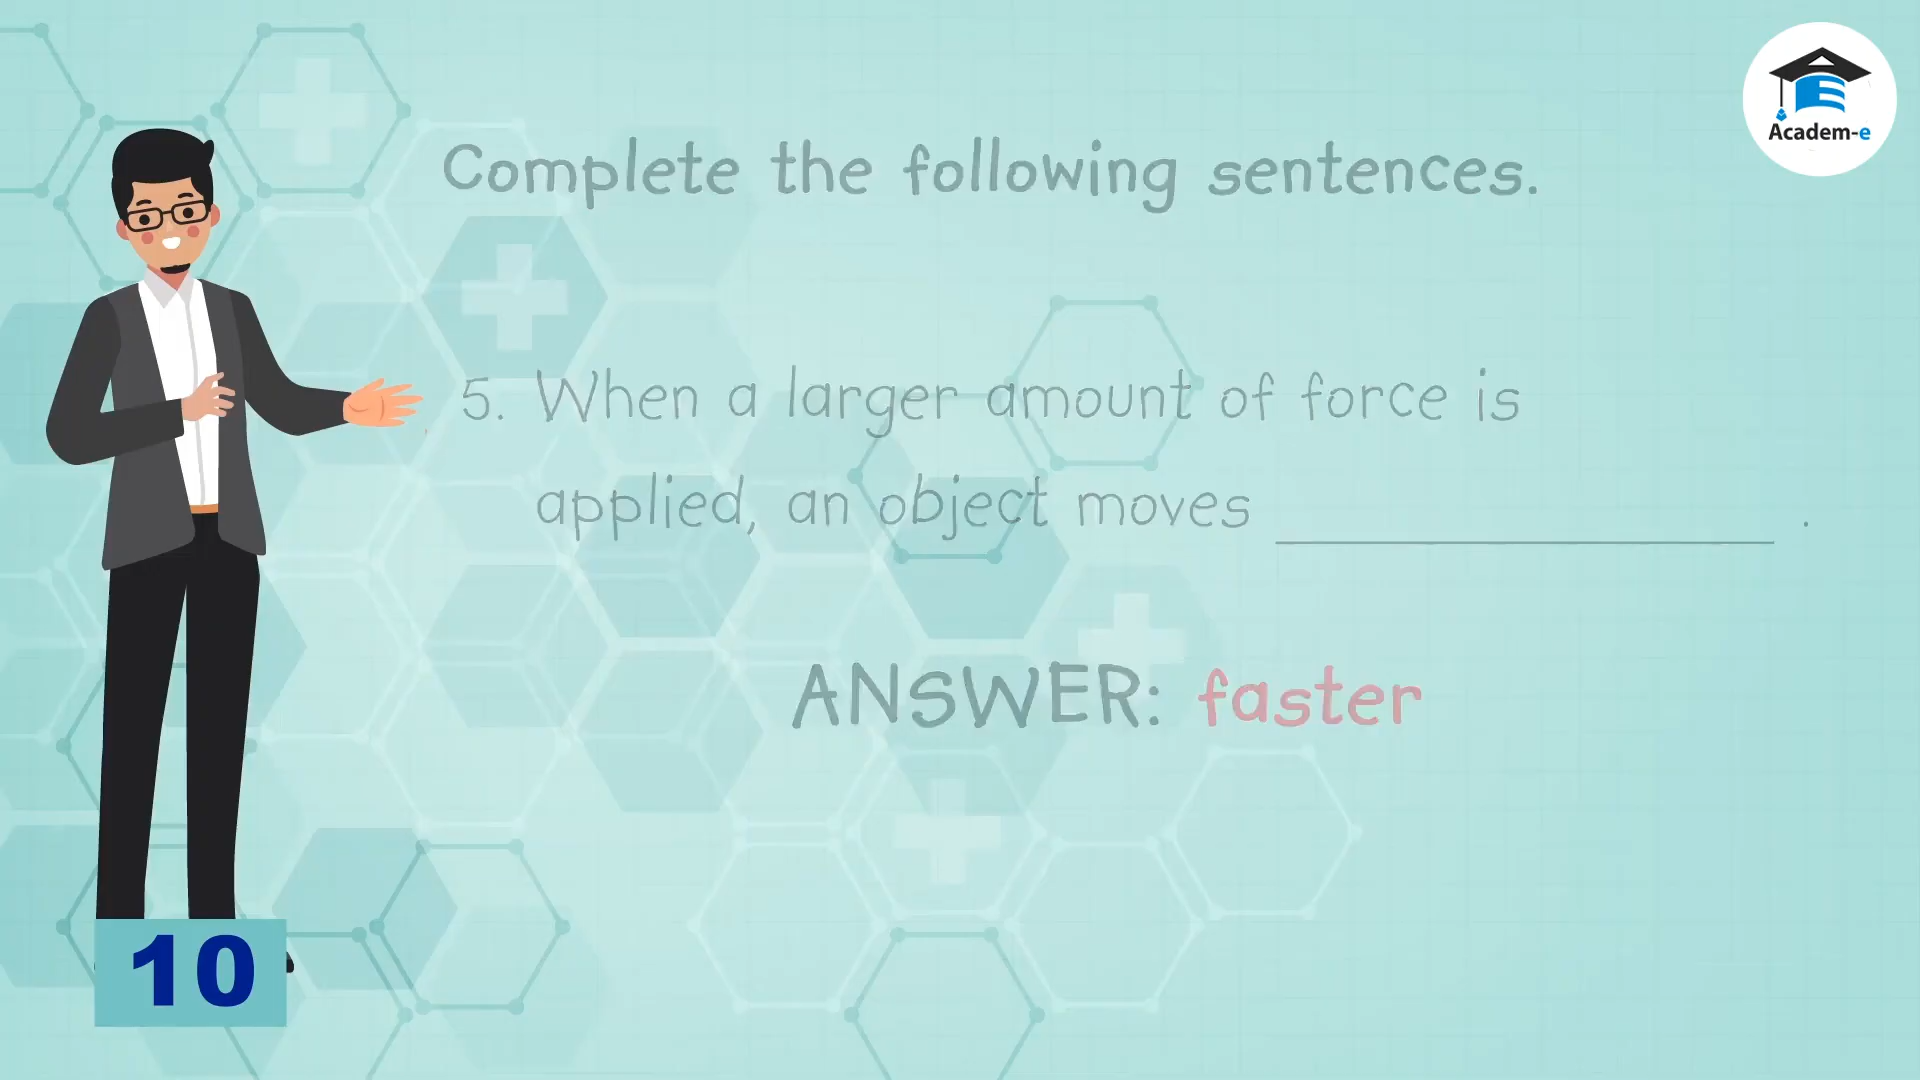 Academ-e
Complete the following sentences.
5. When a larger amount of force is
applied, an object moves ____________ .
ANSWER: faster
10